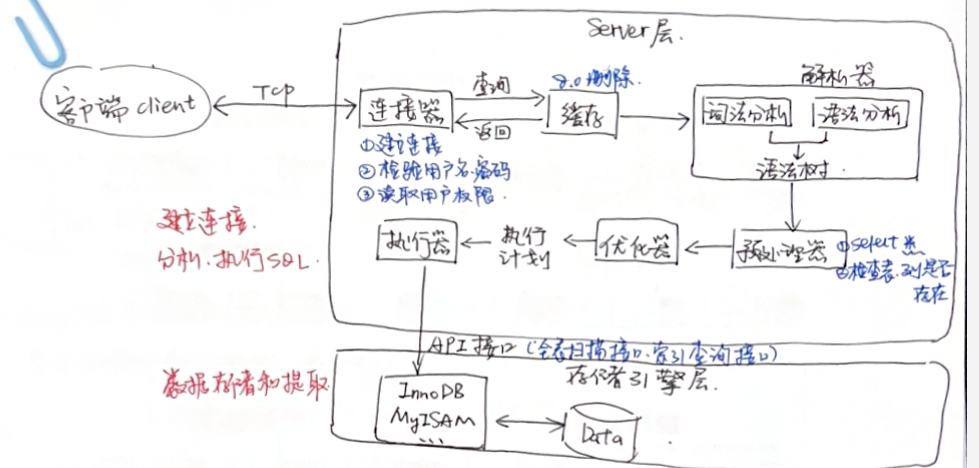 Server层.
客户端 client
TCP
连接器
查询
返回
8.0删除.
缓存
解析器
词法分析
语法分析
语法树
①建立连接
②检验用户名.密码
③读取用户权限.
建立连接.
分析.执行SQL.
执行器
执行
计划
优化器
预处理器
①select
②检查表.列是否
存在
API接口(全表扫描接口.索引查询接口)
存储引擎层.
数据存储和提取.
InnoDB
MyISAM
...
Data